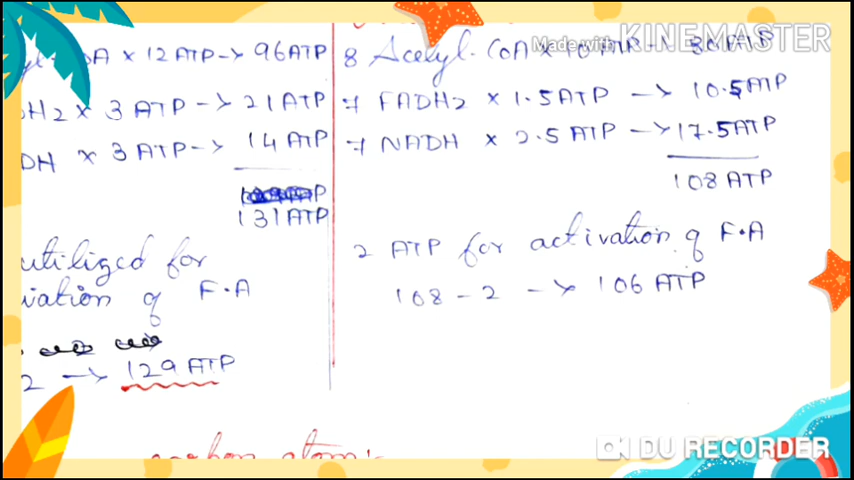 CoA x 12 ATP -> 96 ATP
DH2 x 3 ATP -> 21 ATP
DH x 3 ATP -> 14 ATP
131 ATP
utilized for
vation of F.A
2 -> 129 ATP
8 Acetyl-CoA x 10 ATP - 80 ATP
7 FADH2 x 1.5 ATP -> 10.5 ATP
7 NADH x 2.5 ATP -> 17.5 ATP
108 ATP
2 ATP for activation of F.A
108 - 2 -> 106 ATP
Made with KINEMASTER
DU RECORDER